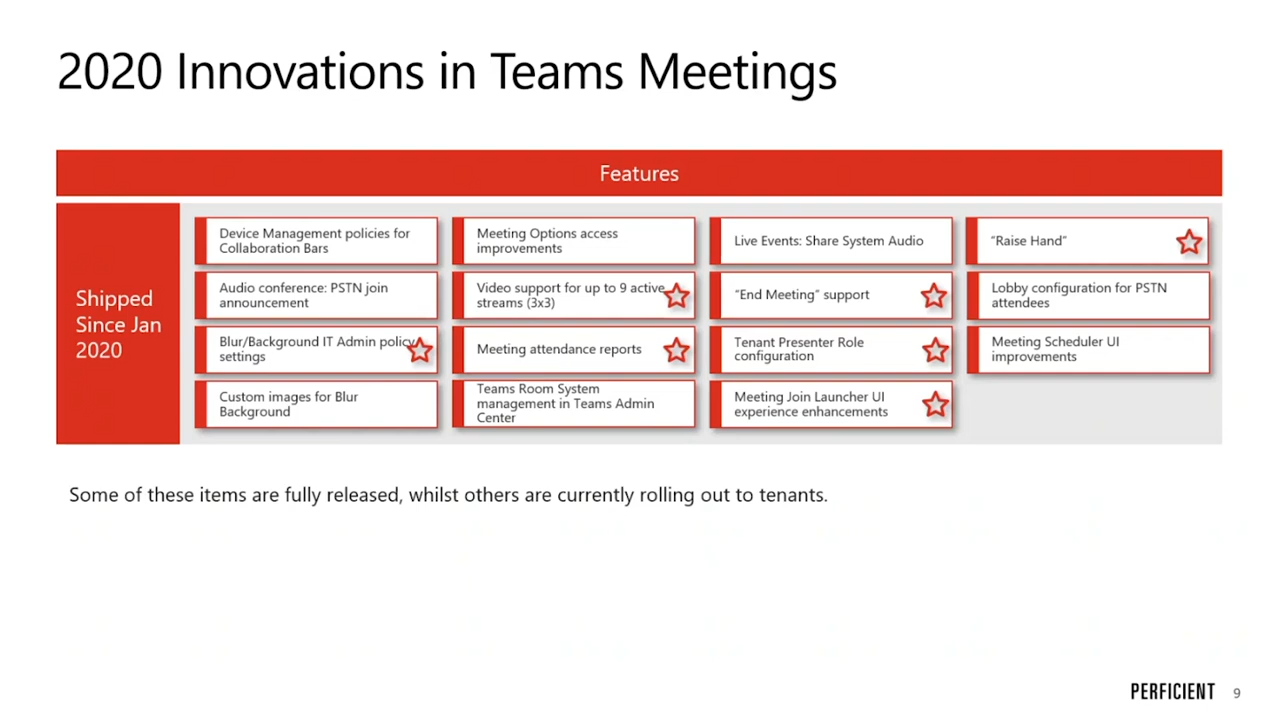 2020 Innovations in Teams Meetings
Features
Shipped
Since Jan
2020
Device Management policies for
Collaboration Bars
Audio conference: PSTN join
announcement
Blur/Background IT Admin policy
settings
Custom images for Blur
Background
Meeting Options access
improvements
Video support for up to 9 active
streams (3x3)
Meeting attendance reports
Teams Room System
management in Teams Admin
Center
Live Events: Share System Audio
“End Meeting” support
Tenant Presenter Role
configuration
Meeting Join Launcher UI
experience enhancements
“Raise Hand”
Lobby configuration for PSTN
attendees
Meeting Scheduler UI
improvements
Some of these items are fully released, whilst others are currently rolling out to tenants.
PERFICIENT 9